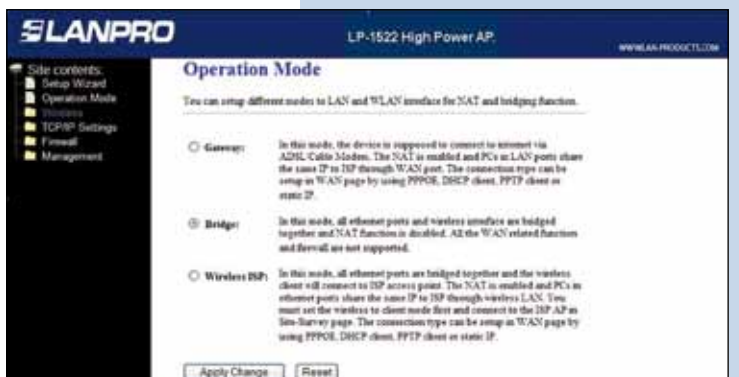 LANPRO
LP-1522 High Power AP.
WWW.LAN-PRODUCTS.COM
Site contents:
Setup Wizard
Operation Mode
Wireless
TCP/IP Settings
Firewall
Management
Operation Mode
You can setup different modes to LAN and WLAN interface for NAT and bridging function.
Gateway:
In this mode, the device is supposed to connect to internet via
ADSL/Cable Modem. The NAT is enabled and PCs in LAN ports share
the same IP to ISP through WAN port. The connection type can be
setup in WAN page by using PPPOE, DHCP client, PPTP client or
static IP.
Bridge:
In this mode, all ethernet ports and wireless interface are bridged
together and NAT function is disabled. All the WAN related function
and firewall are not supported.
Wireless ISP:
In this mode, all ethernet ports are bridged together and the wireless
client will connect to ISP access point. The NAT is enabled and PCs in
ethernet ports share the same IP to ISP through wireless LAN. You
must set the wireless to client mode first and connect to the ISP AP in
Site-Survey page. The connection type can be setup in WAN page by
using PPPOE, DHCP client, PPTP client or static IP.
Apply Change
Reset